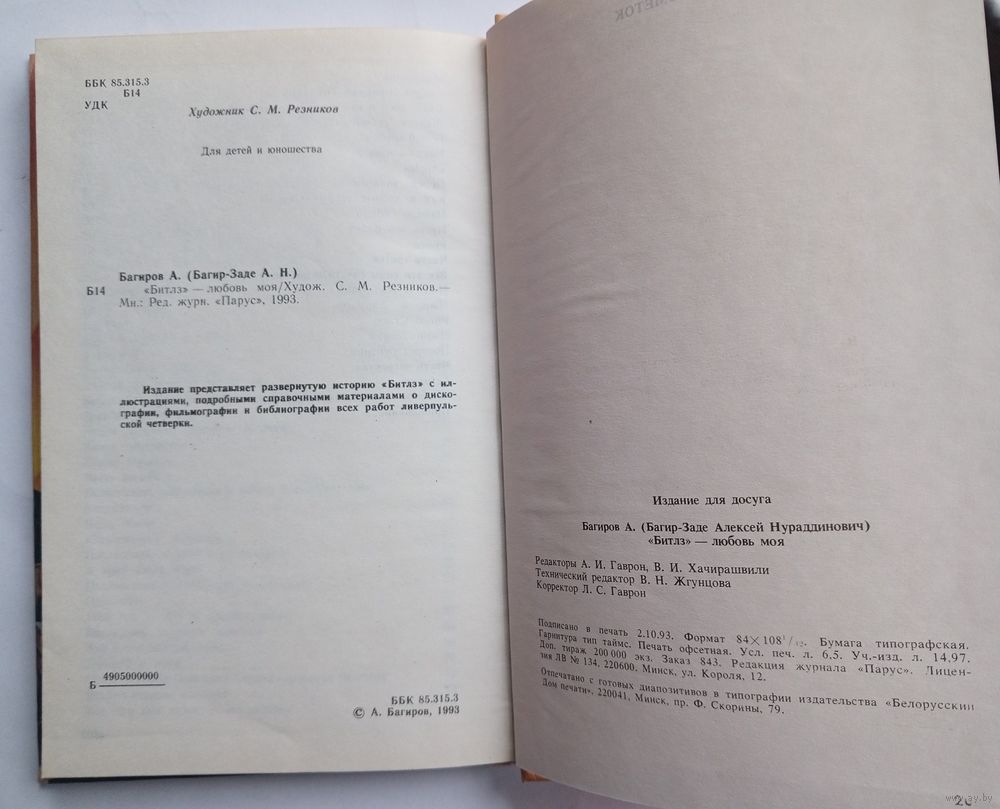 ББК 85.315.3
Б14
УДК
Художник С. М. Резников
Для детей и юношества
Багиров А. (Багир-Заде А. Н.)
Б14 «Битлз» — любовь моя/Худож. С. М. Резников.—
Мн.: Ред. журн. «Парус», 1993.
Издание представляет развернутую историю «Битлз» с ил-
люстрациями, подробными справочными материалами о диско-
графии, фильмографии и библиографии всех работ ливерпуль-
ской четверки.
Б 4905000000
ББК 85.315.3
© А. Багиров, 1993
Издание для досуга
Багиров А. (Багир-Заде Алексей Нураддинович)
«Битлз» — любовь моя
Редакторы А. И. Гаврон, В. И. Хачирашвили
Технический редактор В. Н. Жгунцова
Корректор Л. С. Гаврон
Подписано в печать 2.10.93. Формат 84×108¹/₃₂. Бумага типографская.
Гарнитура тип таймс. Печать офсетная. Усл. печ. л. 6.5. Уч.-изд. л. 14,97.
Доп. тираж 200 000 экз. Заказ 843. Редакция журнала «Парус». Лицен-
зия ЛВ № 134, 220600. Минск, ул. Короля, 12.
Отпечатано с готовых диапозитивов в типографии издательства «Белорусский
Дом печати». 220041, Минск, пр. Ф. Скорины, 79.
www.ay.by